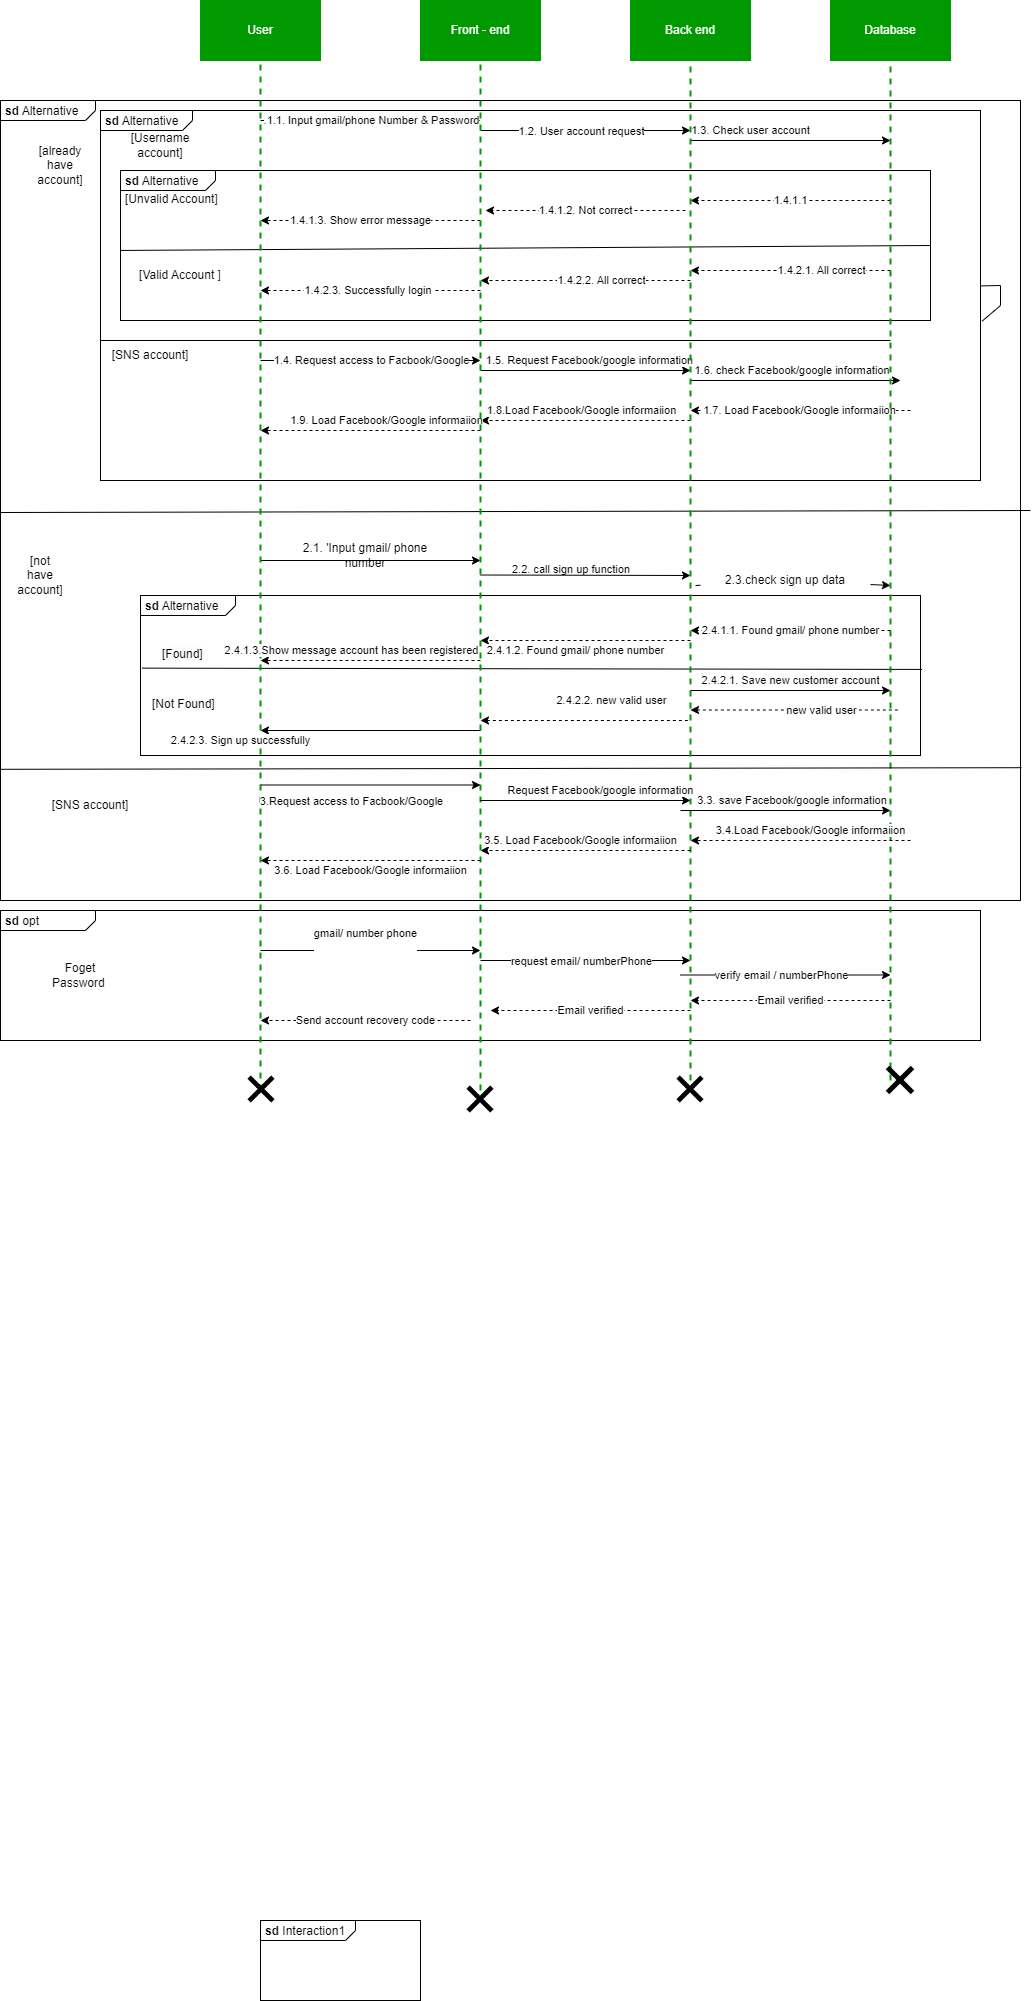 User
Front - end
Back end
Database
sd Alternative
sd Alternative
1.1. Input gmail/phone Number & Password
1.2. User account request
1.3. Check user account
[Username
account]
[already
have
account]
sd Alternative
[Unvalid Account]
1.4.1.1
1.4.1.2. Not correct
1.4.1.3. Show error message
[Valid Account ]
1.4.2.1. All correct
1.4.2.2. All correct
1.4.2.3. Successfully login
[SNS account]
1.4. Request access to Facbook/Google
1.5. Request Facebook/google information
1.6. check Facebook/google information
1.7. Load Facebook/Google informaiion
1.8.Load Facebook/Google informaiion
1.9. Load Facebook/Google informaiion
[not
have
account]
2.1. 'Input gmail/ phone
number
2.2. call sign up function
2.3.check sign up data
sd Alternative
2.4.1.1. Found gmail/ phone number
[Found]
2.4.1.3.Show message account has been registered
2.4.1.2. Found gmail/ phone number
2.4.2.1. Save new customer account
[Not Found]
2.4.2.2. new valid user
new valid user
2.4.2.3. Sign up successfully
[SNS account]
3.Request access to Facbook/Google
Request Facebook/google information
3.3. save Facebook/google information
3.4.Load Facebook/Google informaiion
3.5. Load Facebook/Google informaiion
3.6. Load Facebook/Google informaiion
sd opt
gmail/ number phone
Foget
Password
request email/ numberPhone
verify email / numberPhone
Email verified
Email verified
Send account recovery code
sd Interaction1